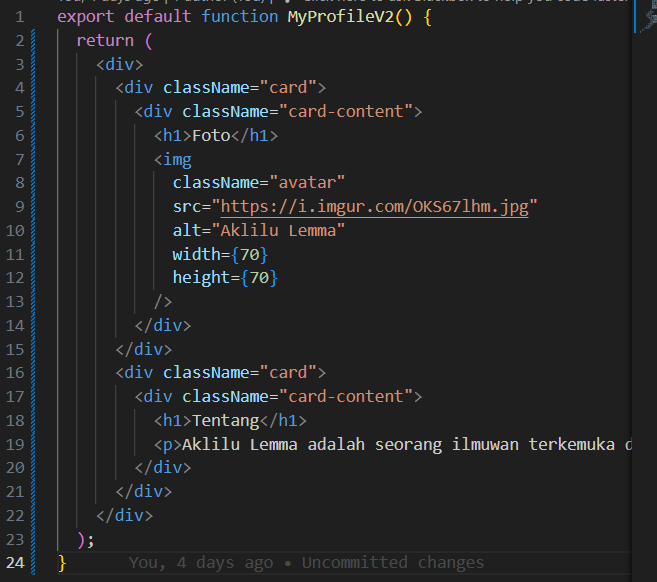 1 export default function MyProfileV2() {
2 return (
3 <div>
4 <div className="card">
5 <div className="card-content">
6 <h1>Foto</h1>
7 <img
8 className="avatar"
9 src="https://i.imgur.com/OKS67lhm.jpg"
10 alt="Aklilu Lemma"
11 width={70}
12 height={70}
13 />
14 </div>
15 </div>
16 <div className="card">
17 <div className="card-content">
18 <h1>Tentang</h1>
19 <p>Aklilu Lemma adalah seorang ilmuwan terkemuka d
20 </div>
21 </div>
22 </div>
23 );
24 } You, 4 days ago • Uncommitted changes